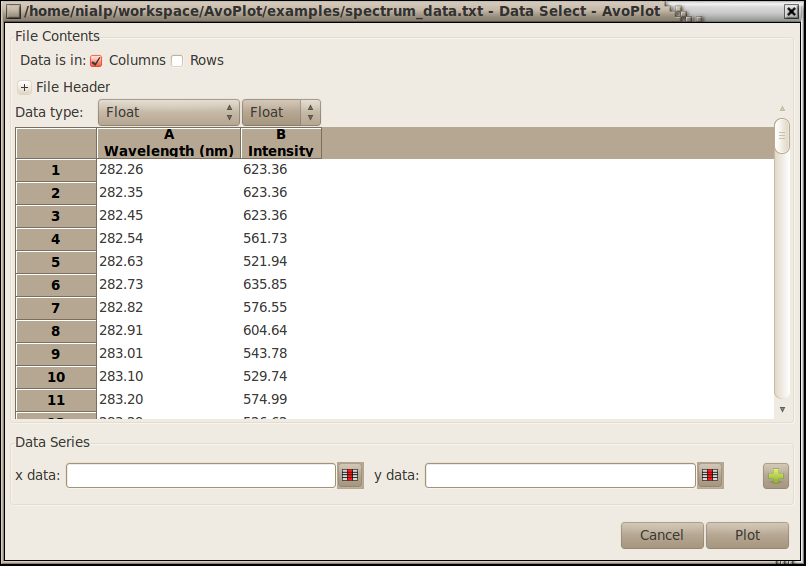 /home/nialp/workspace/AvoPlot/examples/spectrum_data.txt - Data Select - AvoPlot
File Contents
Data is in: Columns Rows
File Header
Data type: Float Float
A B
Wavelength (nm) Intensity
1 282.26 623.36
2 282.35 623.36
3 282.45 623.36
4 282.54 561.73
5 282.63 521.94
6 282.73 635.85
7 282.82 576.55
8 282.91 604.64
9 283.01 543.78
10 283.10 529.74
11 283.20 574.99
Data Series
x data: y data:
Cancel Plot